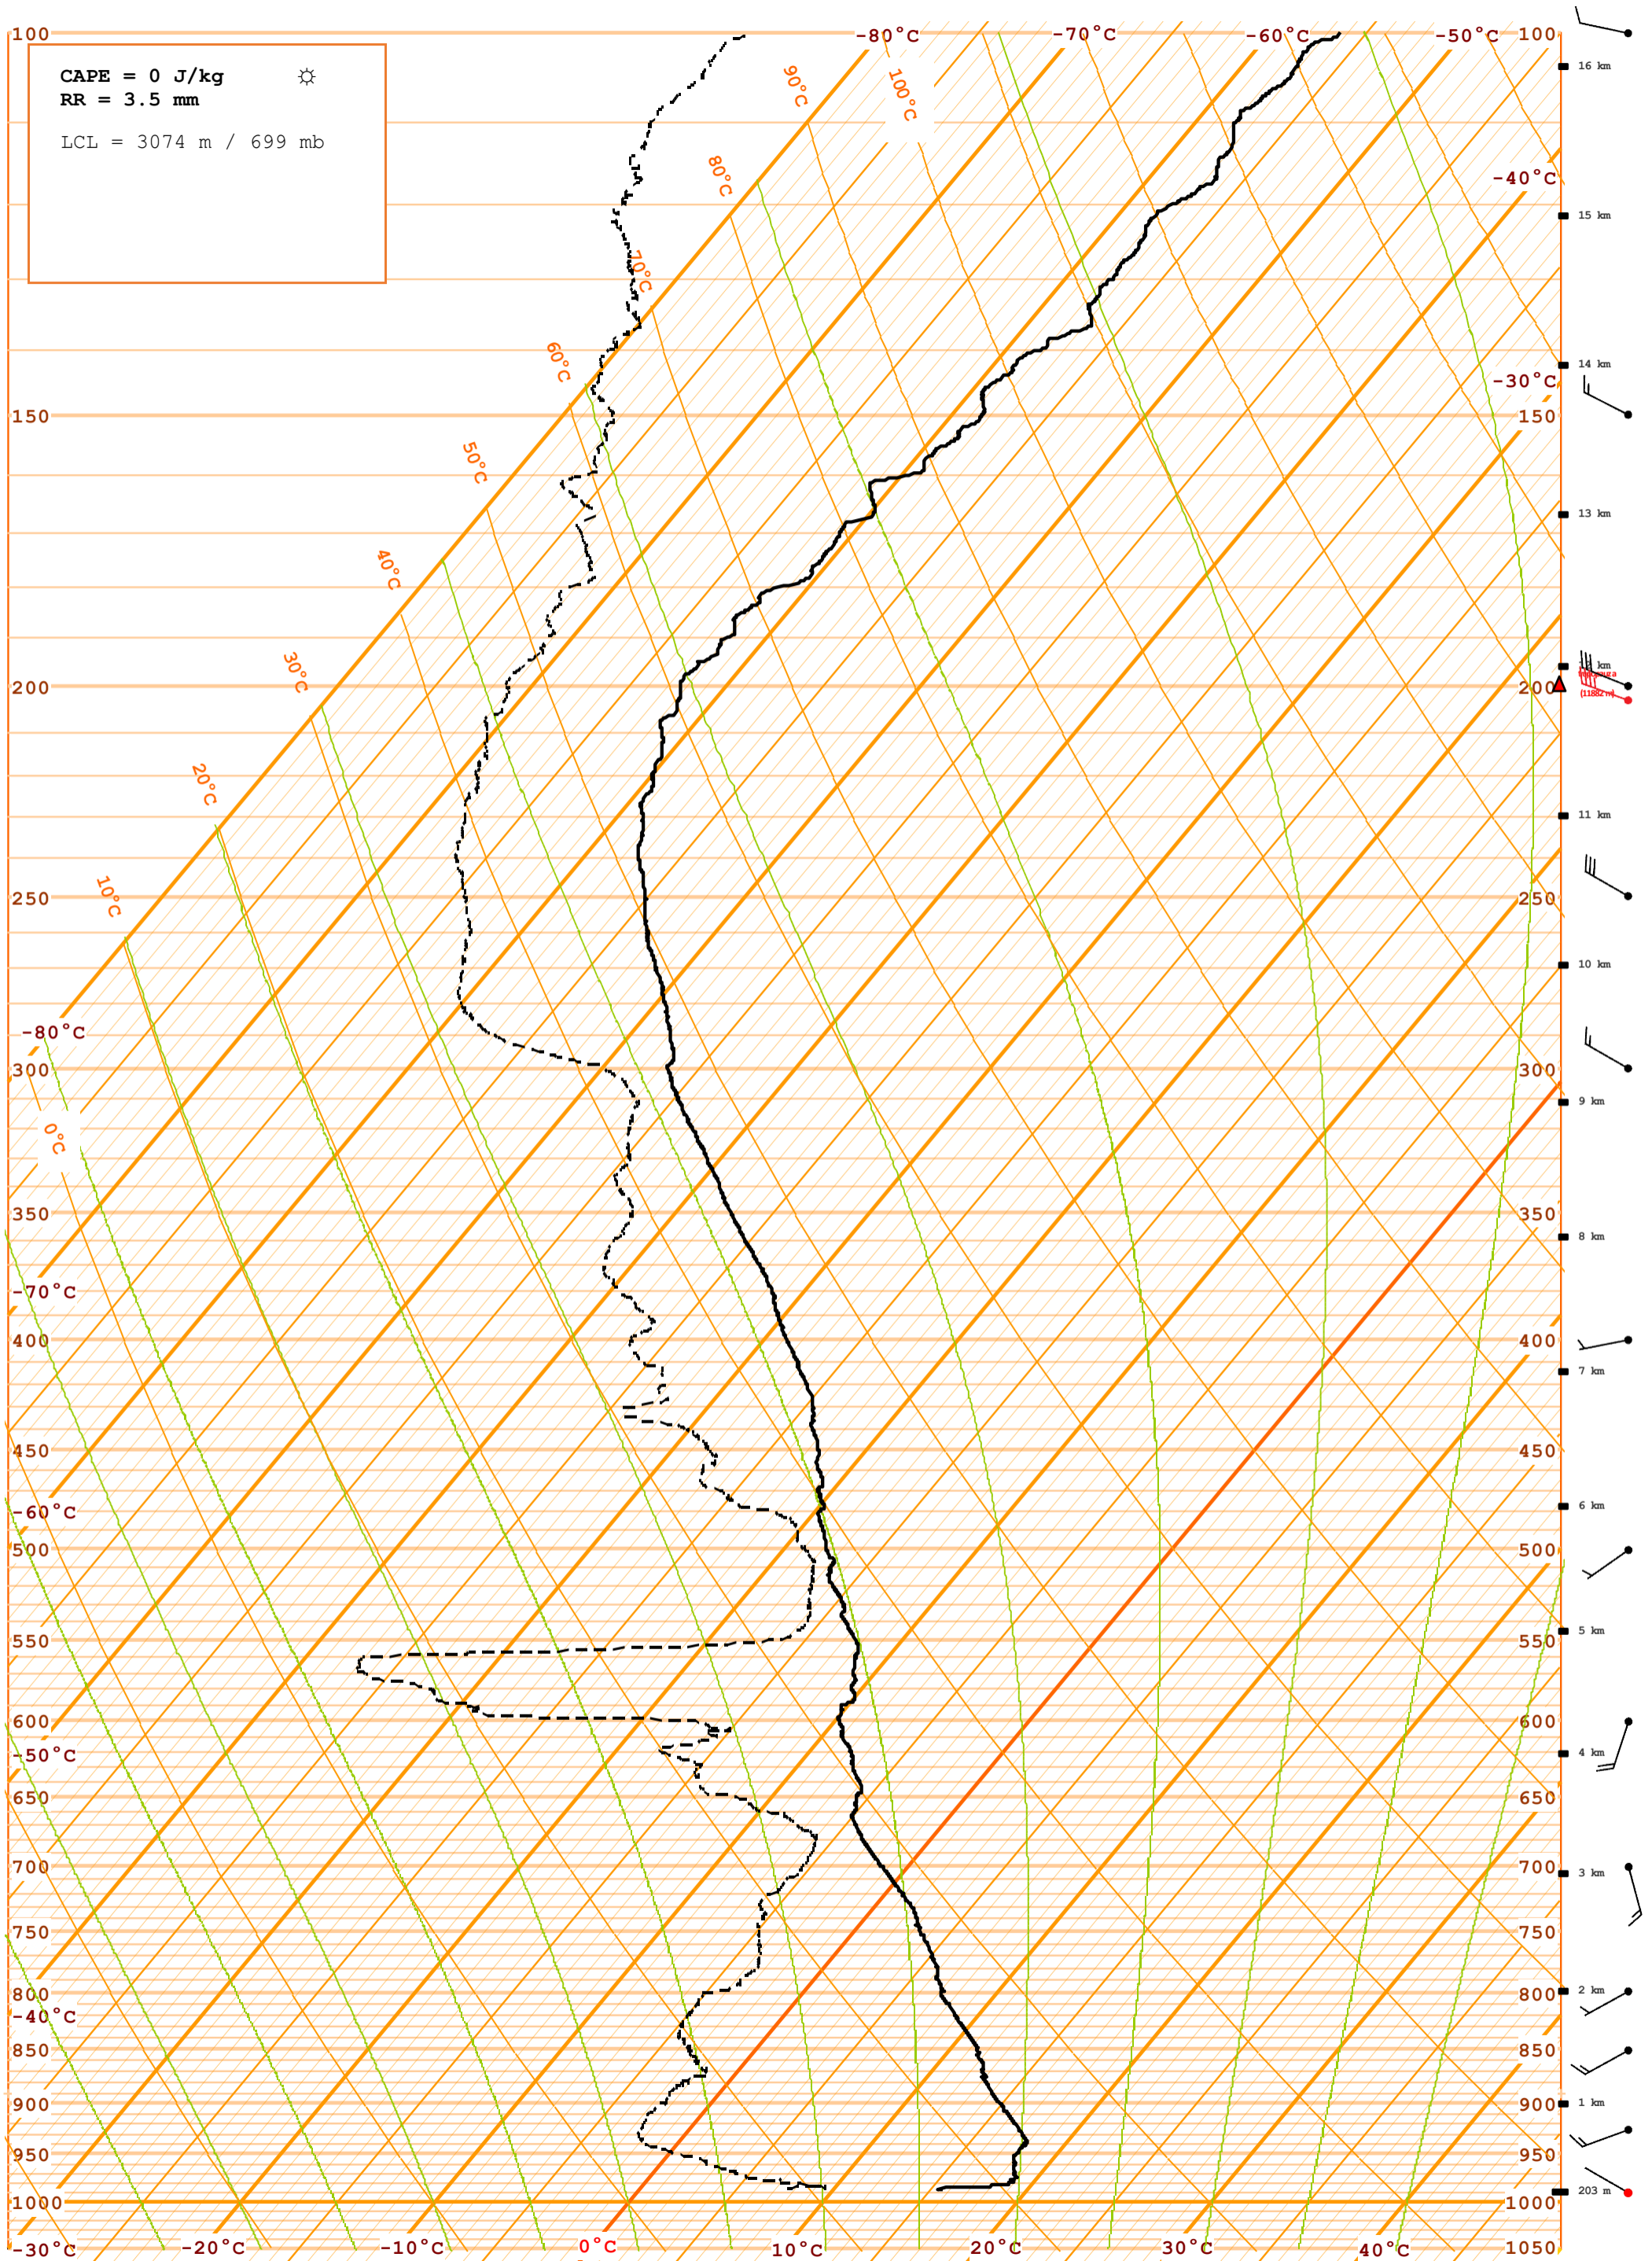 100 -80°C -70°C -60°C -50°C 100
CAPE = 0 J/kg ☼
RR = 3.5 mm
LCL = 3074 m / 699 mb
16 km
90°C
100°C
80°C
-40°C
15 km
70°C
60°C
14 km
-30°C
150 150
50°C
13 km
40°C
30°C
km
200 200
(11882 m)
20°C
11 km
10°C
250 250
10 km
-80°C
300 300
9 km
0°C
350 350
8 km
-70°C
400 400
7 km
450 450
6 km
-60°C
500 500
5 km
550 550
600 600
-50°C
4 km
650 650
700 700
3 km
750 750
2 km
800 800
-40°C
850 850
900 900
1 km
950 950
203 m
1000 1000
-30°C -20°C -10°C 0°C 10°C 20°C 30°C 40°C 1050